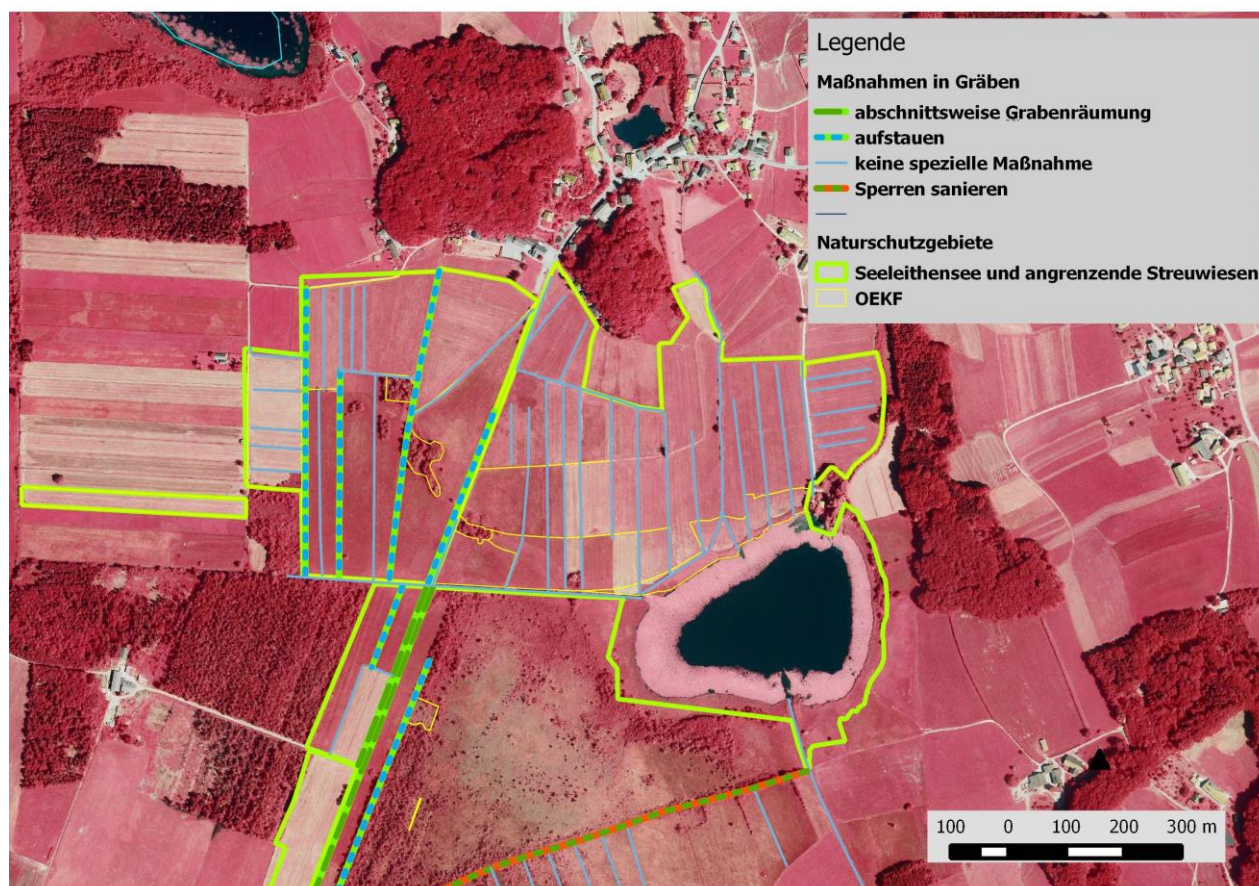 Legende
Maßnahmen in Gräben
abschnittsweise Grabenräumung
aufstauen
keine spezielle Maßnahme
Sperren sanieren
Naturschutzgebiete
Seeleithensee und angrenzende Streuwiesen
OEKF
100 0 100 200 300 m